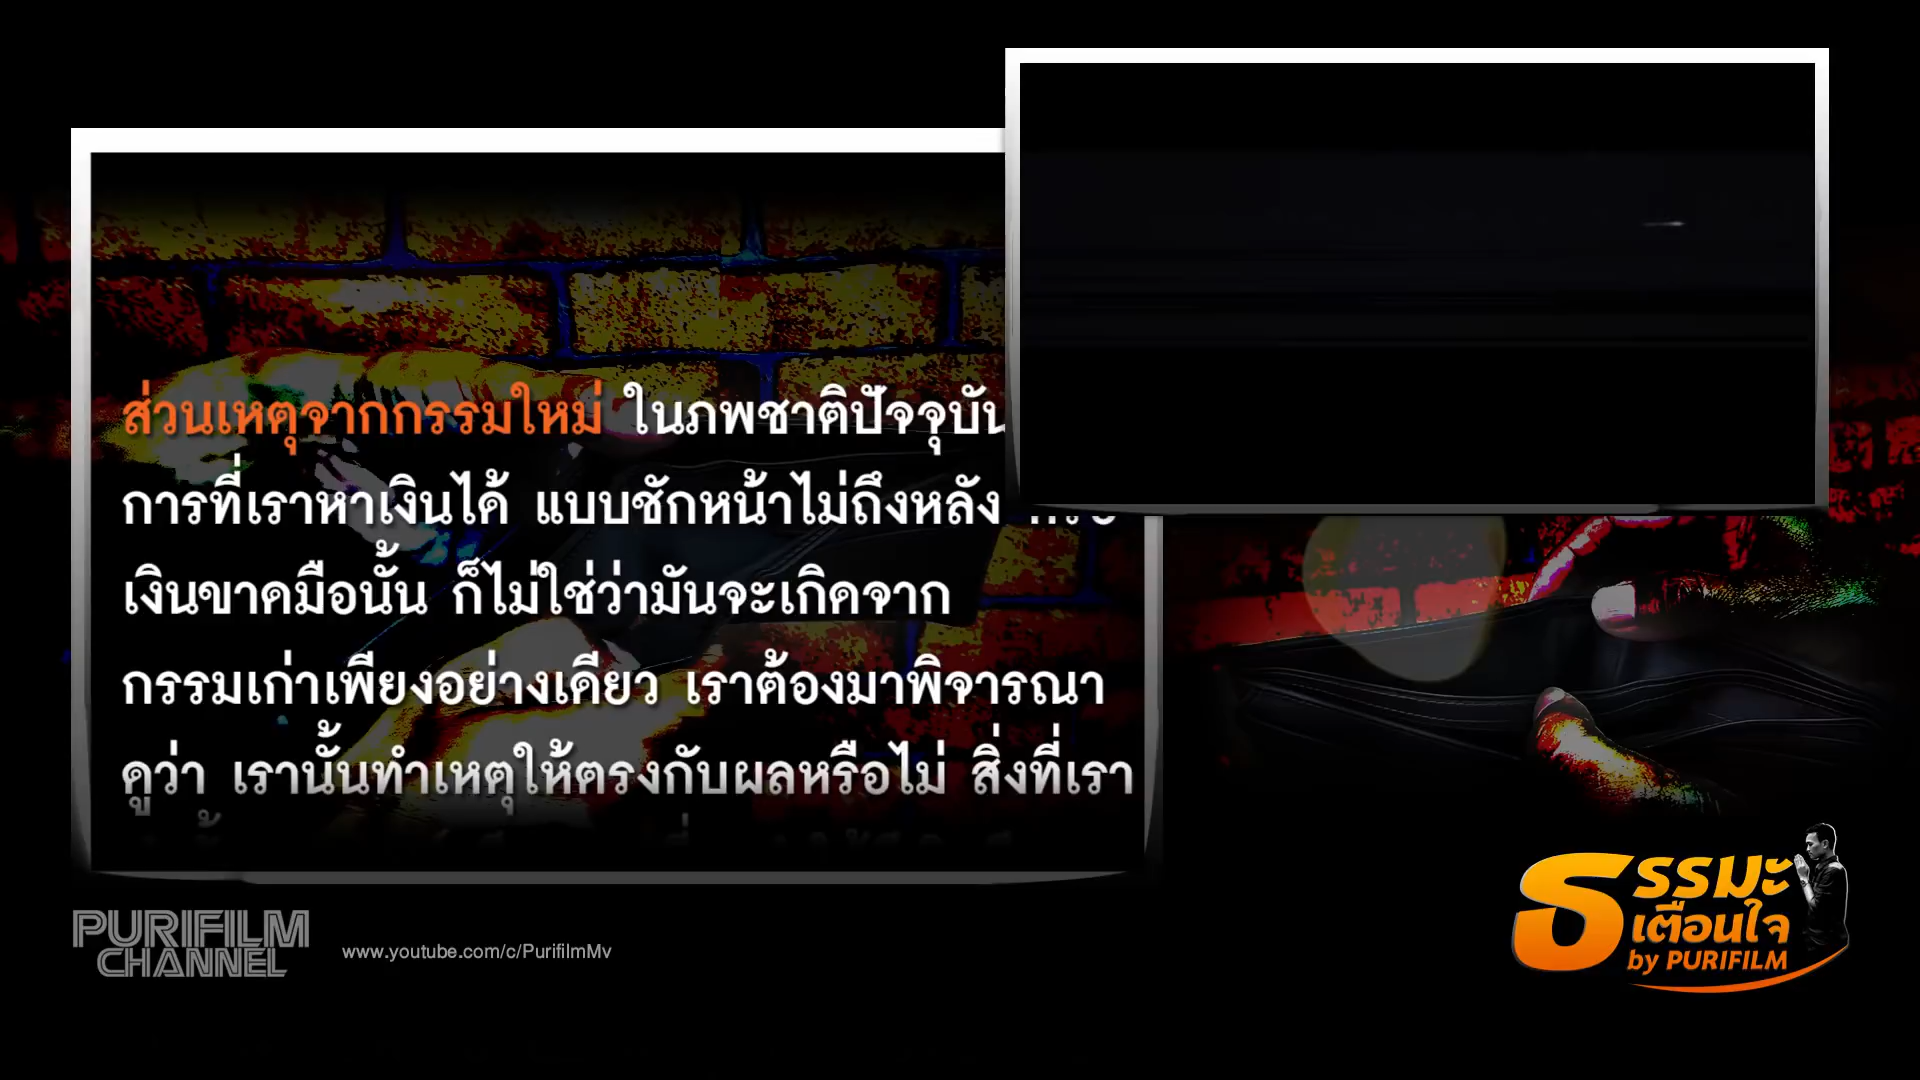 ส่วนเหตุจากกรรมใหม่ ในภพชาติปัจจุบัน
การที่เราหาเงินได้ แบบชักหน้าไม่ถึงหลัง
เงินขาดมือนั้น ก็ไม่ใช่ว่ามันจะเกิดจาก
กรรมเก่าเพียงอย่างเดียว เราต้องมาพิจารณา
ดูว่า เรานั้นทำเหตุให้ตรงกับผลหรือไม่ สิ่งที่เรา
PURIFILM
CHANNEL
www.youtube.com/c/PurifilmMv
ธรรมะ
เตือนใจ
by PURIFILM